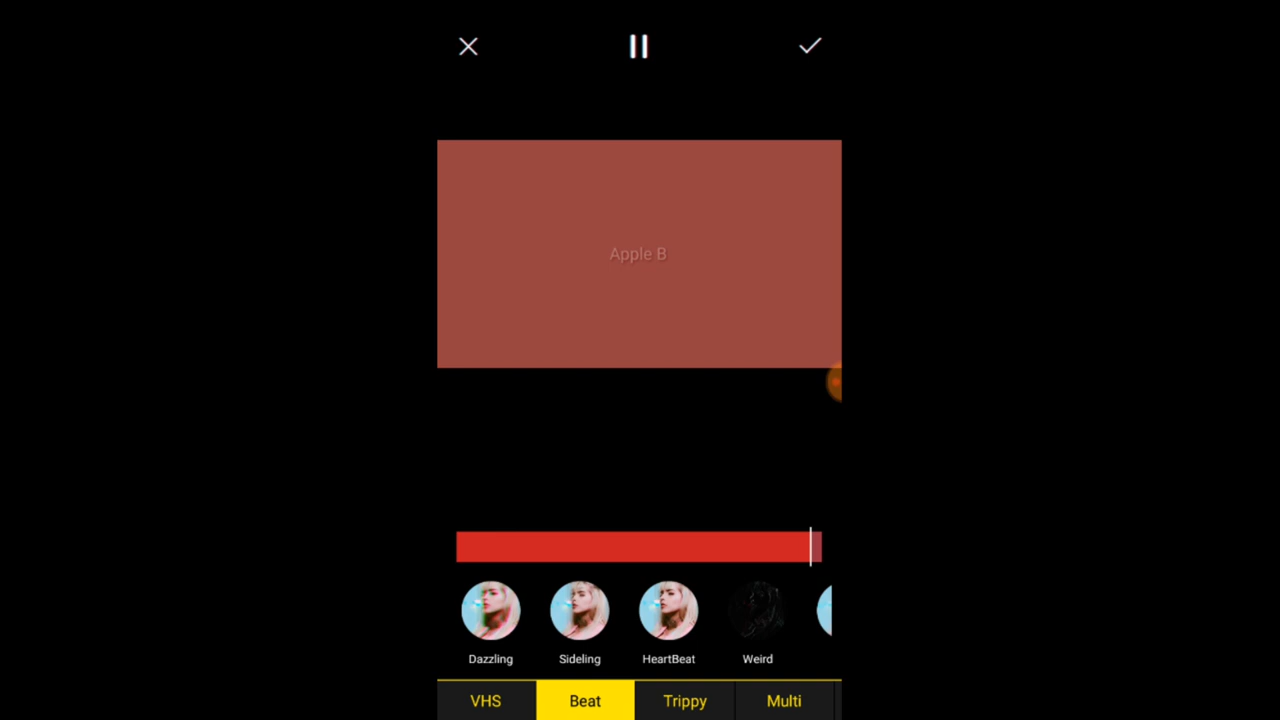 Apple B
Dazzling
Sideling
HeartBeat
Weird
VHS
Beat
Trippy
Multi